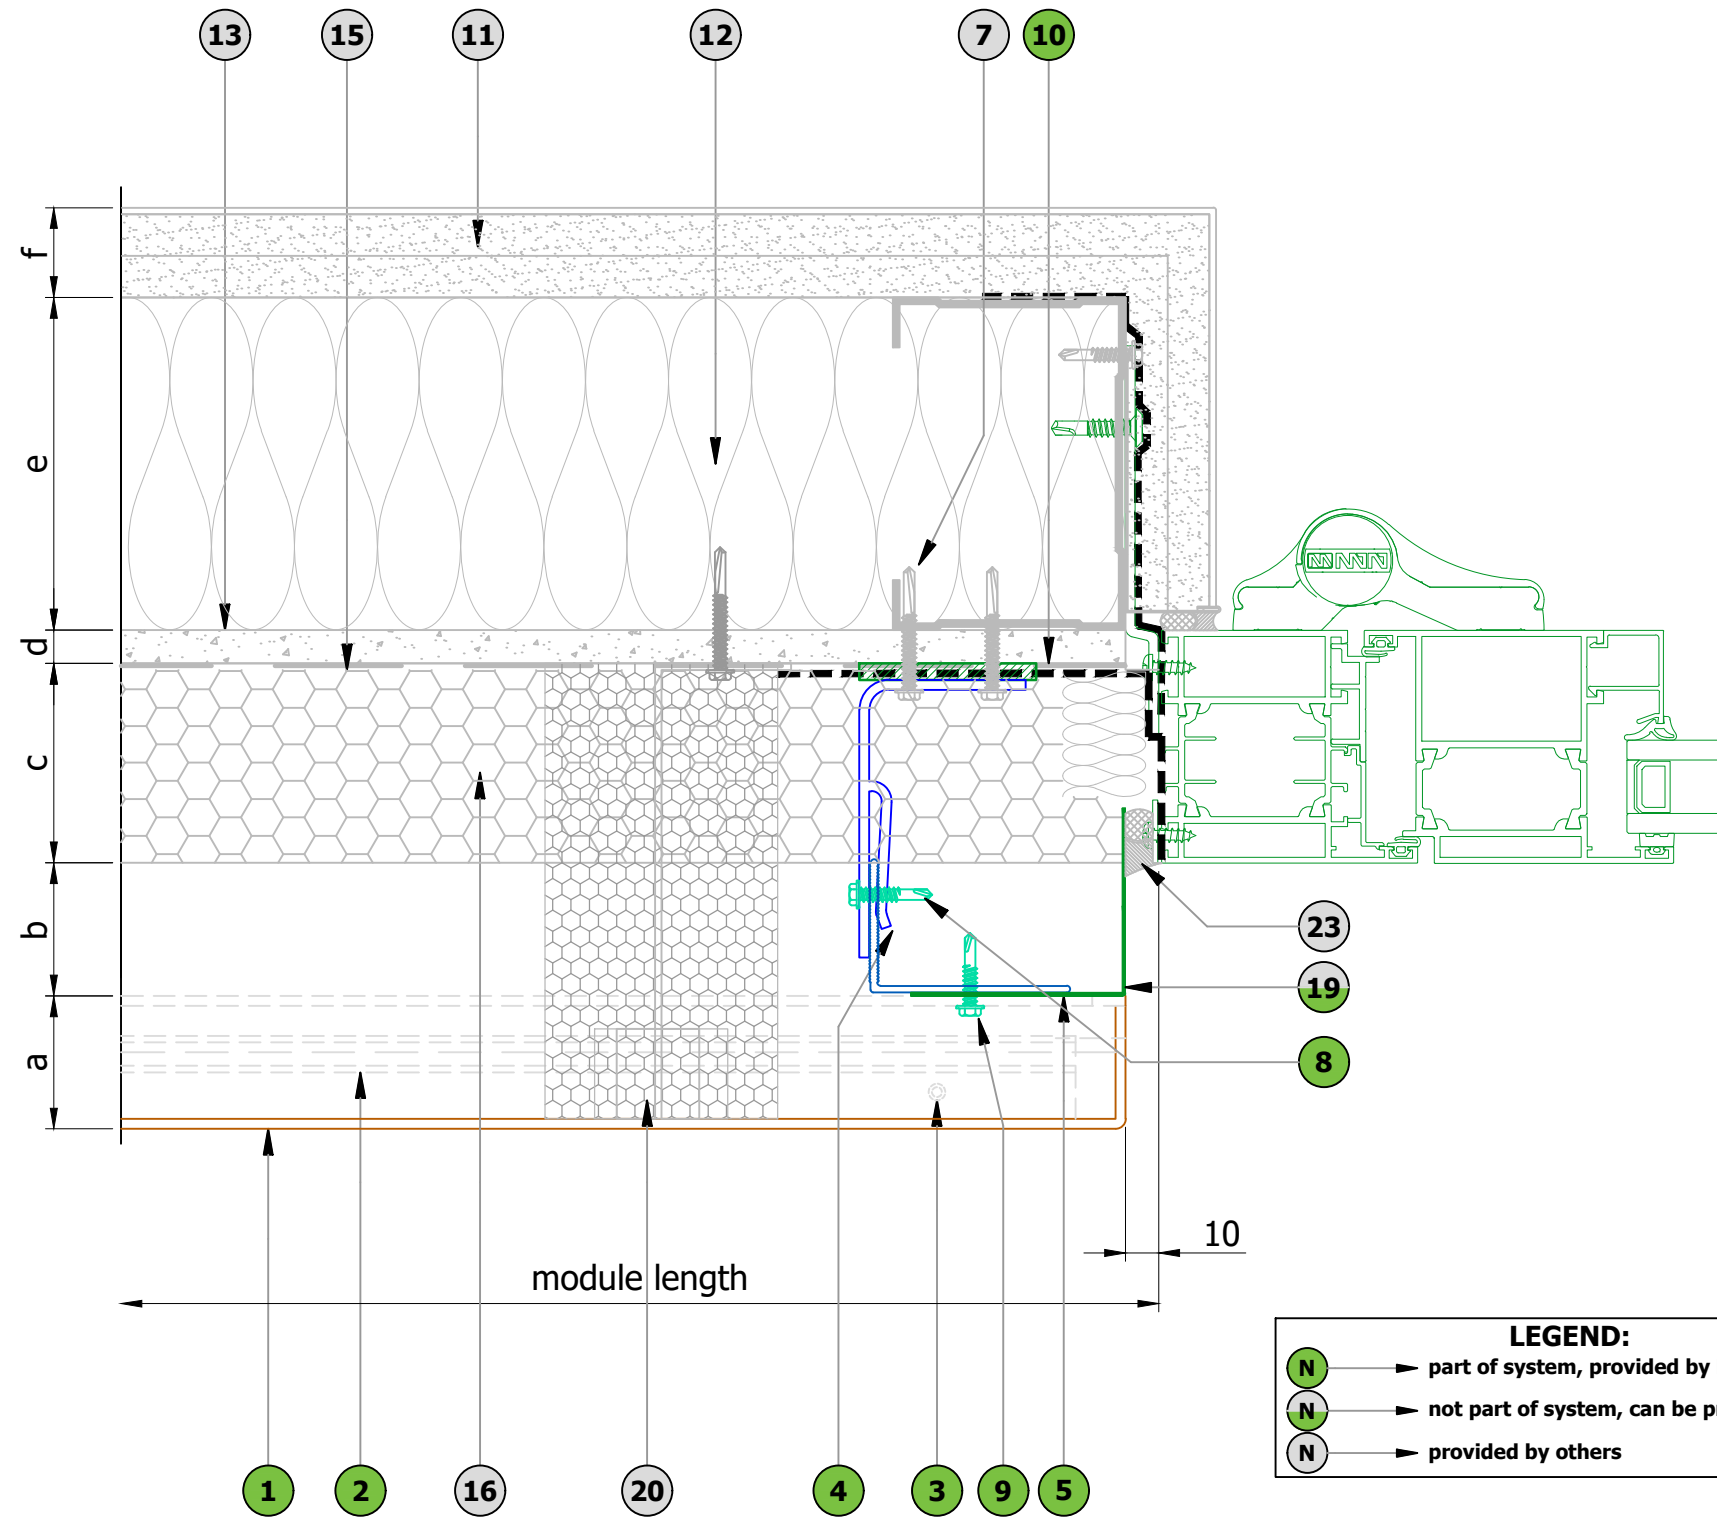 13 15 11 12 7 10
f
e
d
c
b
a
23
19
8
10
module length
LEGEND:
N part of system, provided by
N not part of system, can be
N provided by others
1 2 16 20 4 3 9 5